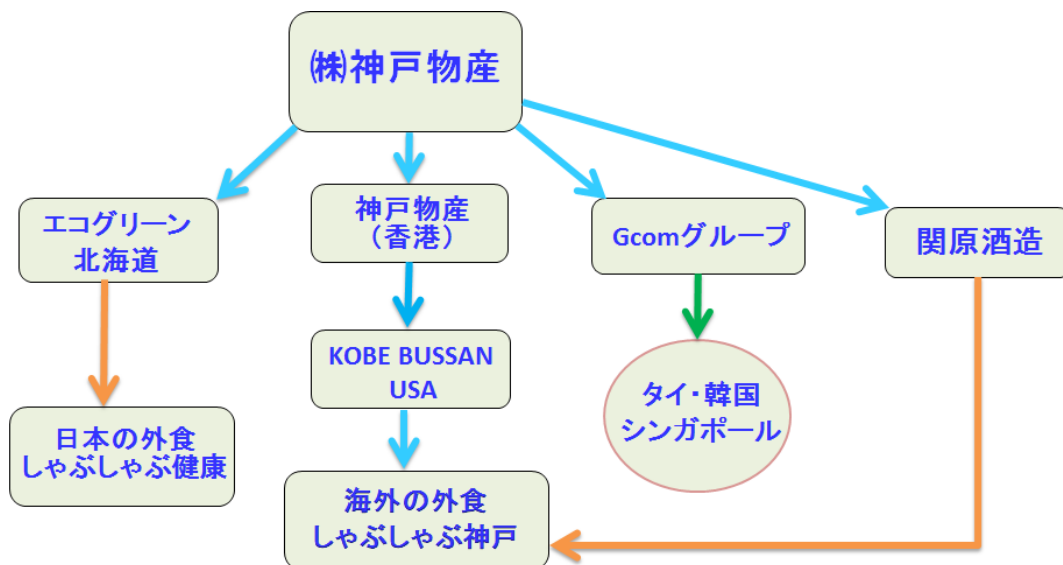 ㈱神戸物産
エコグリーン
北海道
神戸物産
（香港）
Gcomグループ
関原酒造
KOBE BUSSAN
USA
タイ・韓国
シンガポール
日本の外食
しゃぶしゃぶ健康
海外の外食
しゃぶしゃぶ神戸